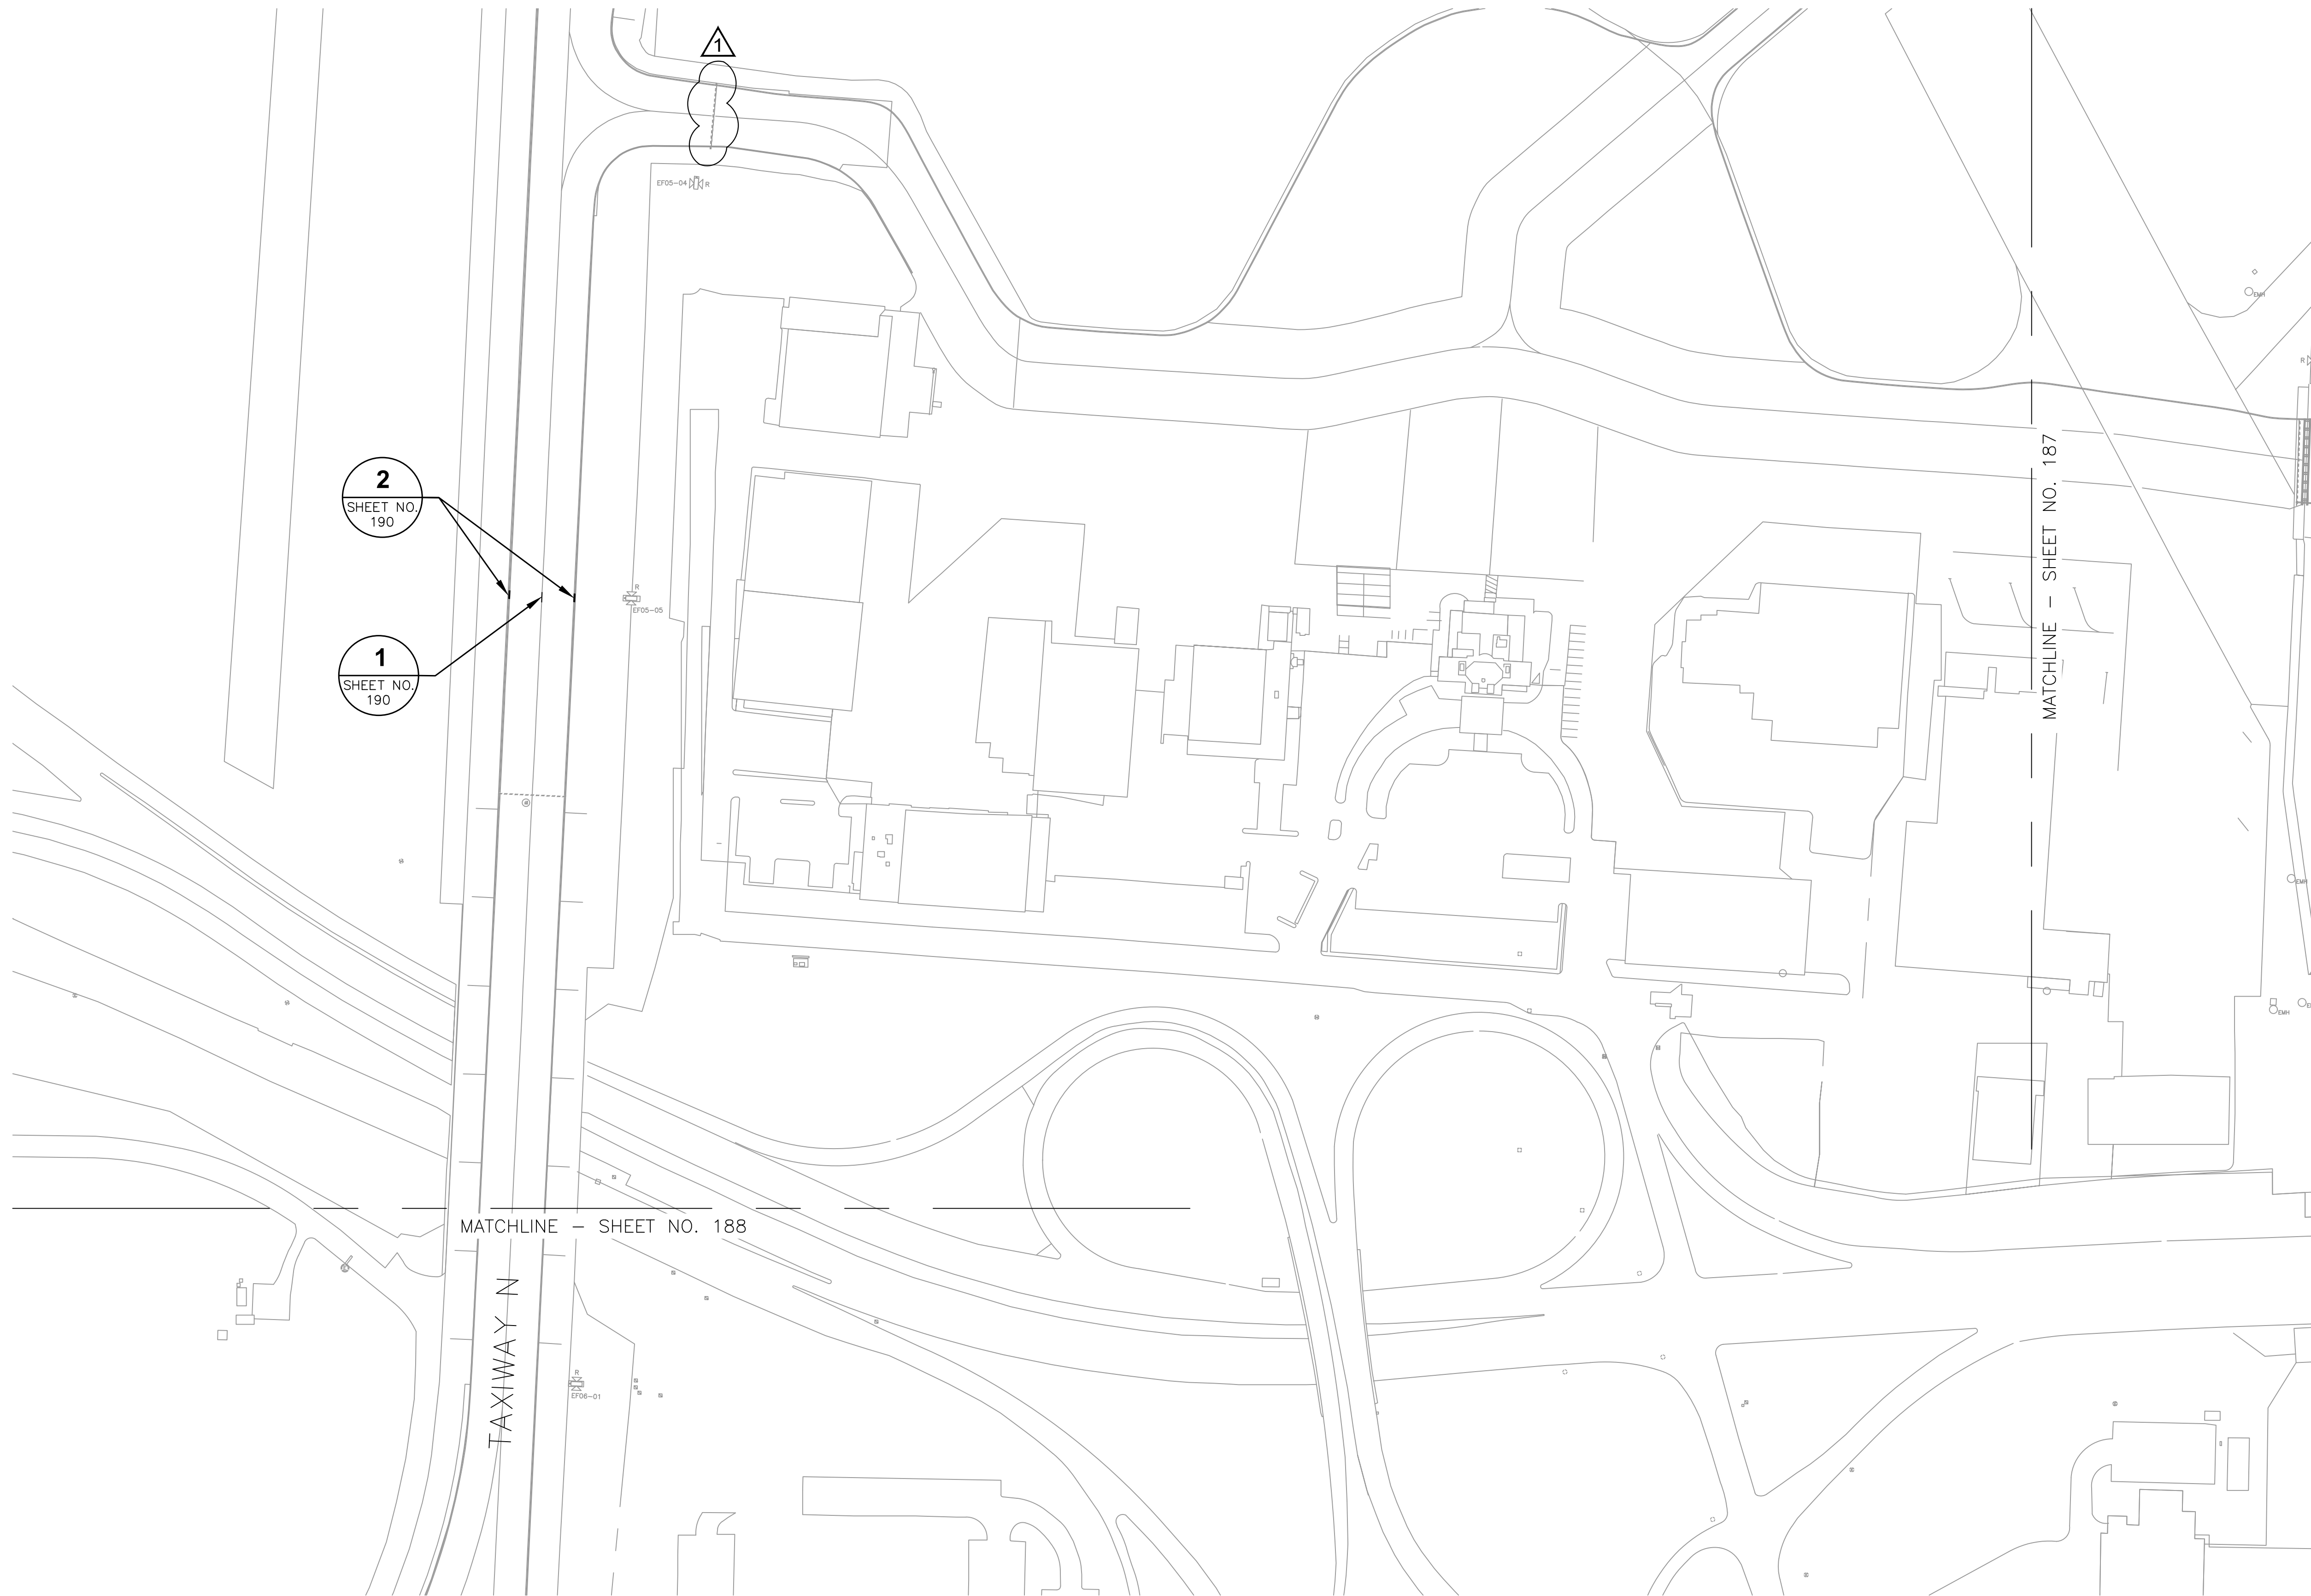 1
EF05-04
R
2
SHEET NO.
190
1
SHEET NO.
190
R
EF05-05
MATCHLINE - SHEET NO. 187
EMH
R
EMH
EMH
MATCHLINE - SHEET NO. 188
TAXIWAY N
R
EF06-01